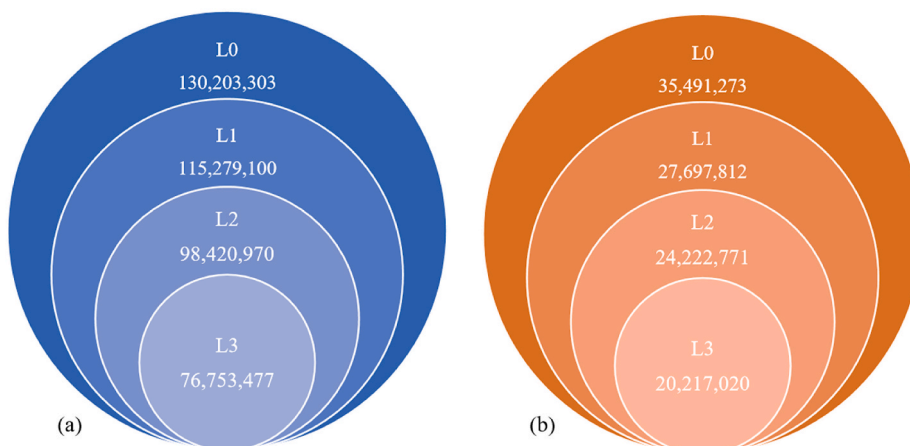 L0
130,203,303
L1
115,279,100
L2
98,420,970
L3
76,753,477
(a)
L0
35,491,273
L1
27,697,812
L2
24,222,771
L3
20,217,020
(b)